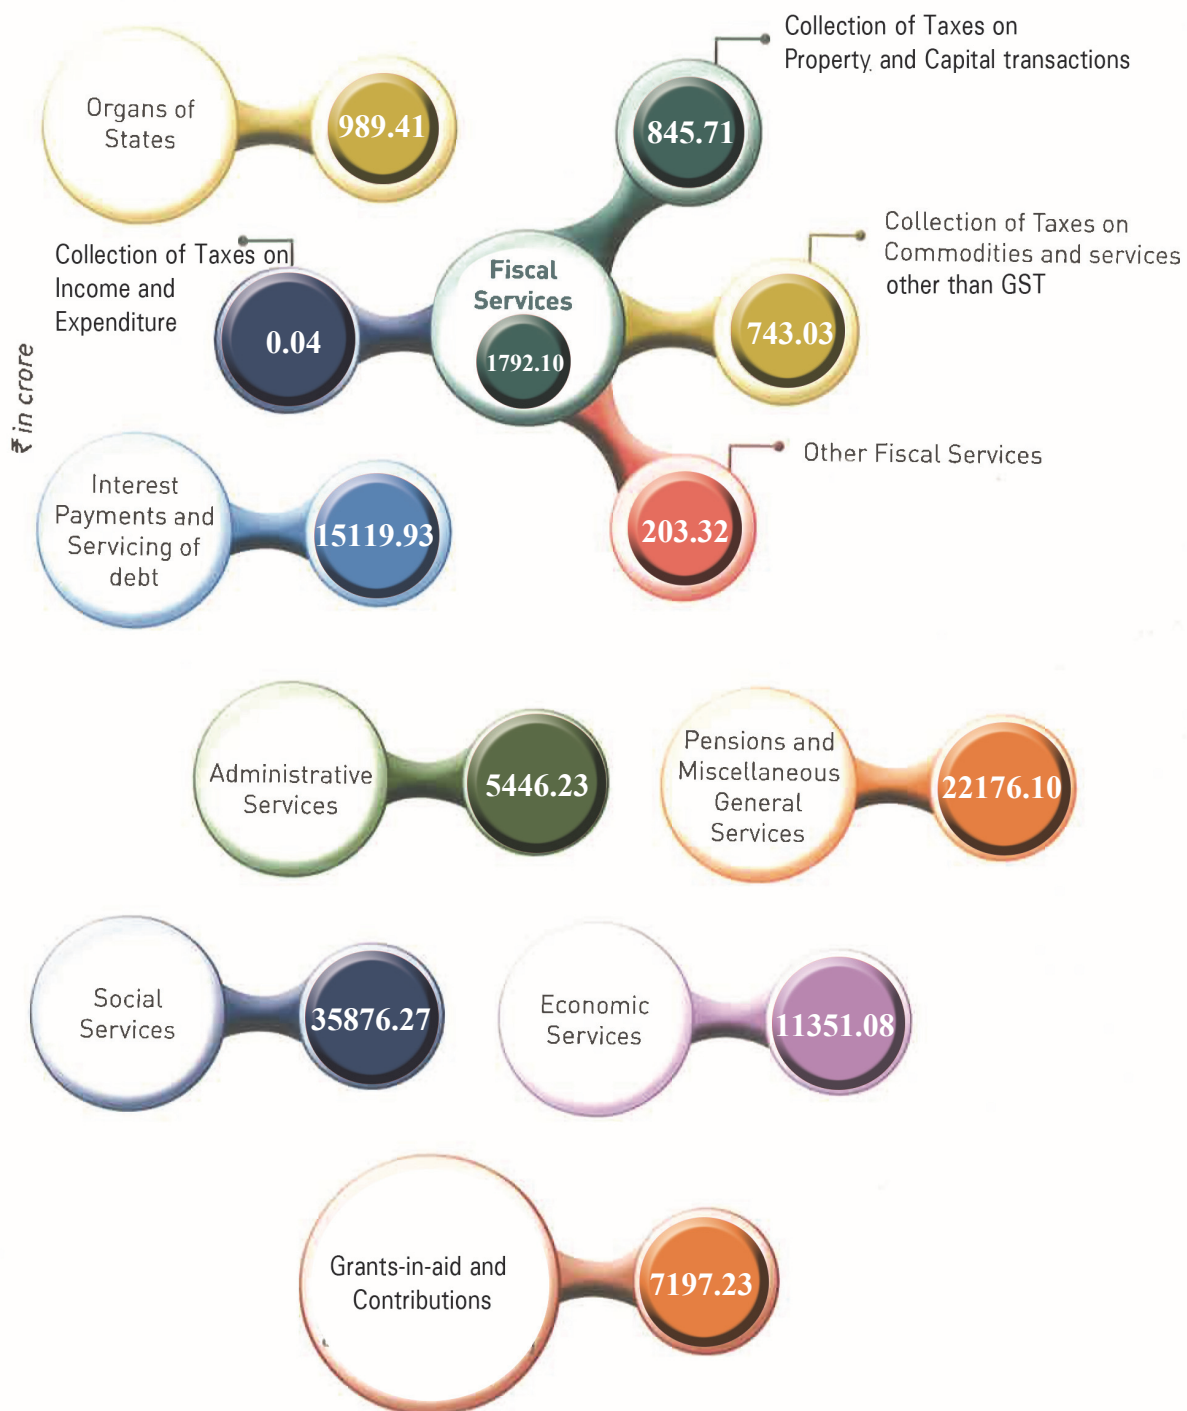 Collection of Taxes on
Property and Capital transactions
Organs of
States
989.41
845.71
Collection of Taxes on
Commodities and services
other than GST
Collection of Taxes on
Income and
Expenditure
Fiscal
Services
1792.10
0.04
743.03
₹ in crore
Other Fiscal Services
203.32
Interest
Payments and
Servicing of
debt
15119.93
Administrative
Services
5446.23
Pensions and
Miscellaneous
General
Services
22176.10
Social
Services
35876.27
Economic
Services
11351.08
Grants-in-aid and
Contributions
7197.23